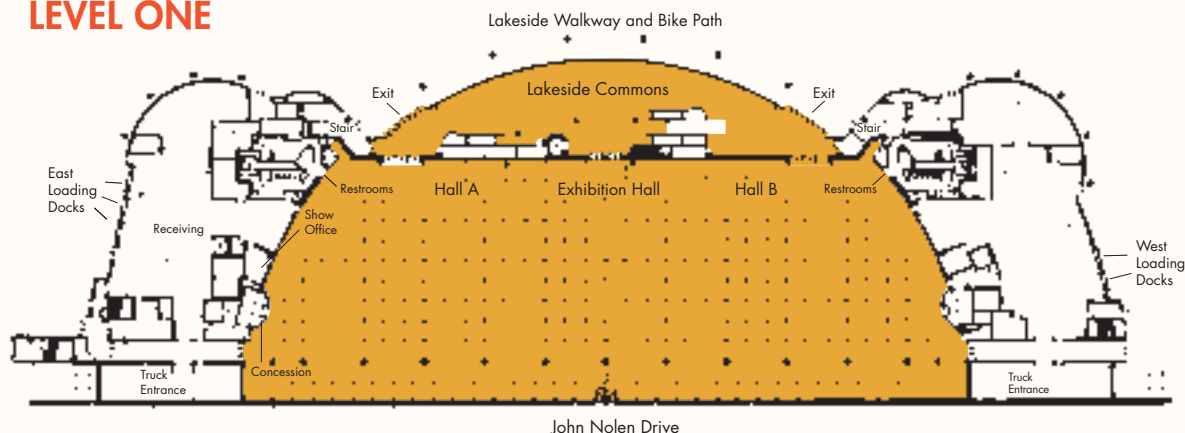 LEVEL ONE
Lakeside Walkway and Bike Path
Exit
Lakeside Commons
Exit
Stair
Stair
East
Loading
Docks
Restrooms
Hall A
Exhibition Hall
Hall B
Restrooms
Show
Office
Receiving
West
Loading
Docks
Concession
Truck
Entrance
Truck
Entrance
John Nolen Drive